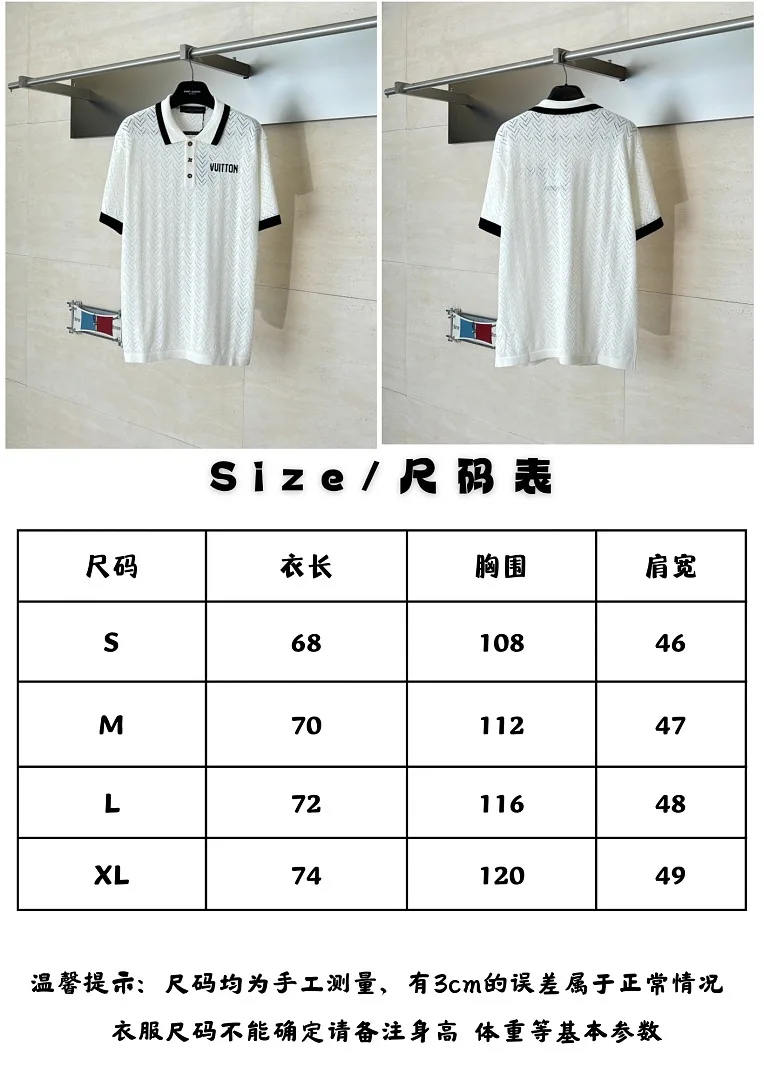 VUITTON
Size/尺码表
尺码 衣长 胸围 肩宽
S 68 108 46
M 70 112 47
L 72 116 48
XL 74 120 49
温馨提示：尺码均为手工测量，有3cm的误差属于正常情况
衣服尺码不能确定请备注身高 体重等基本参数